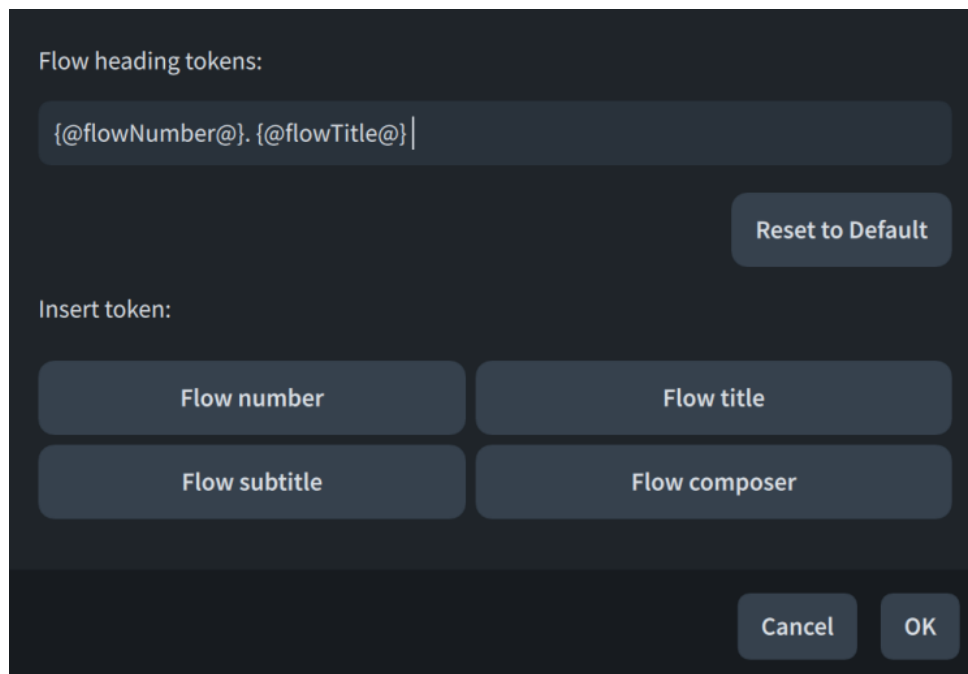 Flow heading tokens:
{@flowNumber@}. {@flowTitle@}
Reset to Default
Insert token:
Flow number
Flow title
Flow subtitle
Flow composer
Cancel
OK